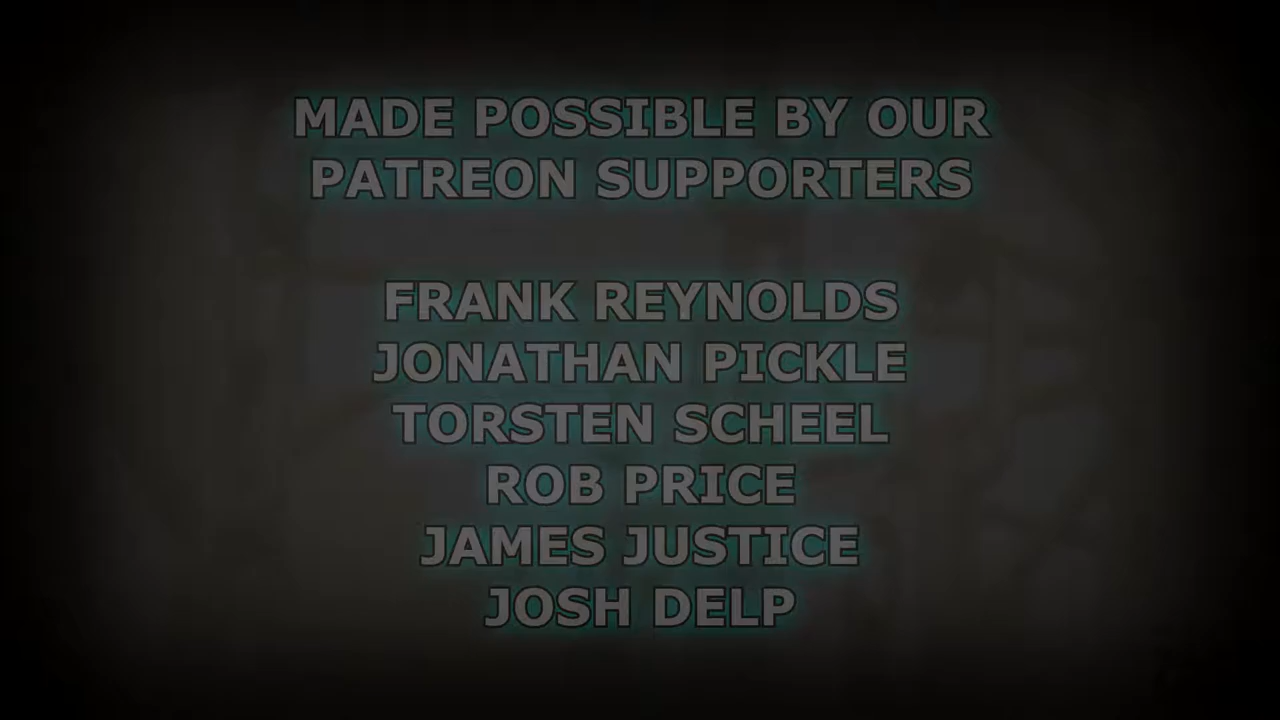 MADE POSSIBLE BY OUR
PATREON SUPPORTERS
FRANK REYNOLDS
JONATHAN PICKLE
TORSTEN SCHEEL
ROB PRICE
JAMES JUSTICE
JOSH DELP